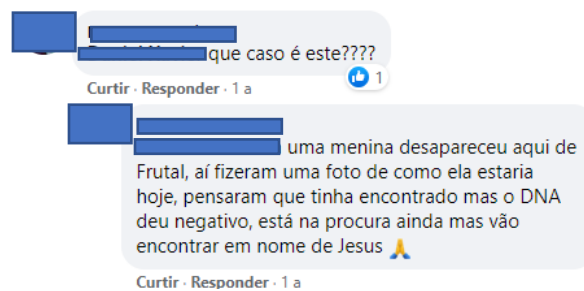 que caso é este????
1
Curtir · Responder · 1 a
uma menina desapareceu aqui de
Frutal, aí fizeram uma foto de como ela estaria
hoje, pensaram que tinha encontrado mas o DNA
deu negativo, está na procura ainda mas vão
encontrar em nome de Jesus 🙏
Curtir · Responder · 1 a